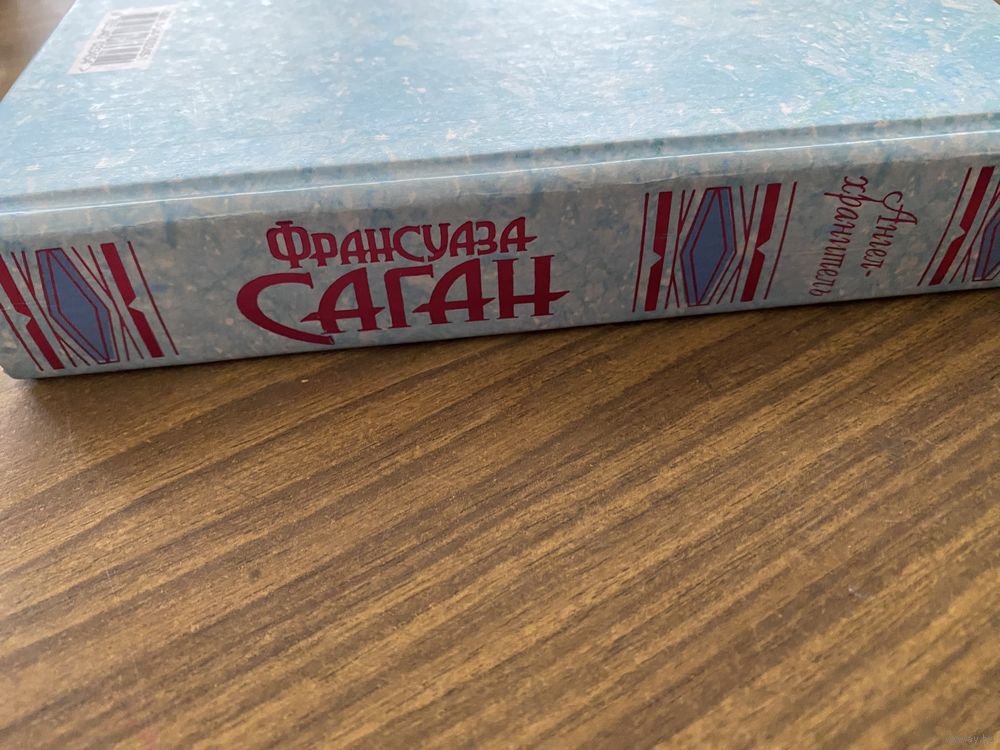 Франсуаза
Саган
Ангел
хранитель